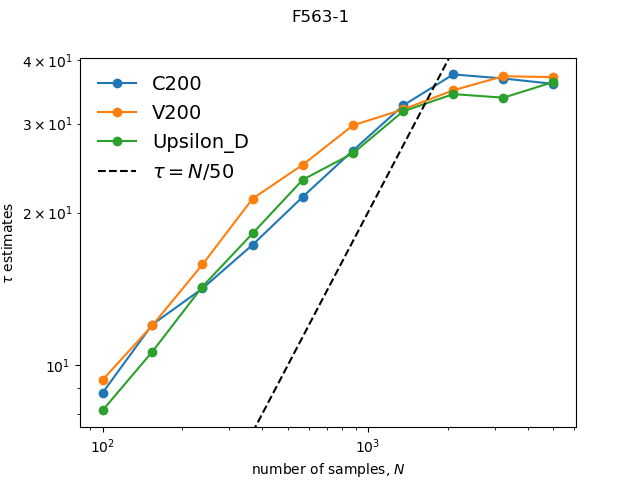 F563-1
4 × 10¹
3 × 10¹
2 × 10¹
10¹
τ estimates
C200
V200
Upsilon_D
τ = N/50
10²
10³
number of samples, N